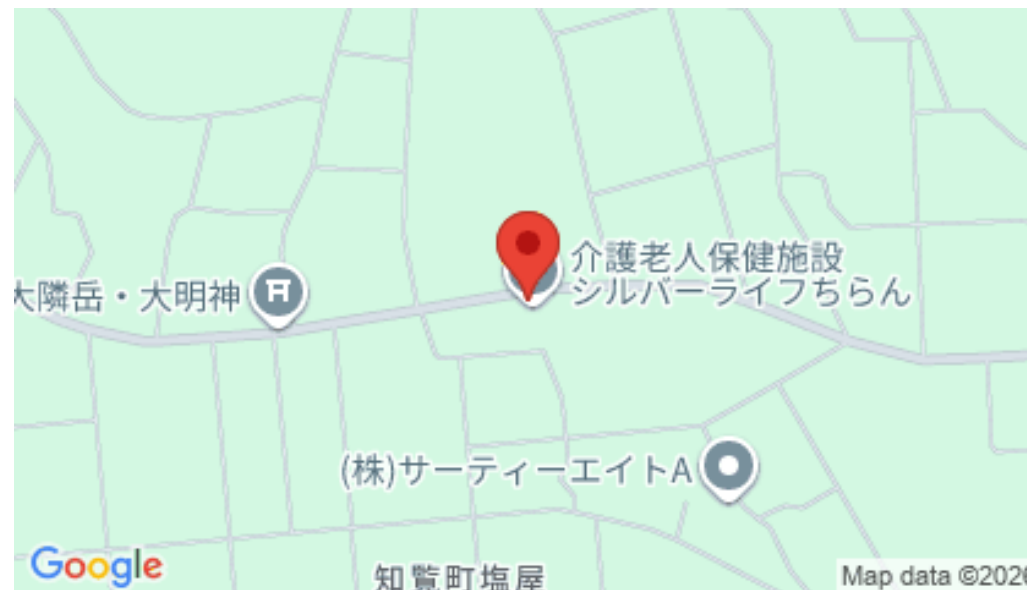 介護老人保健施設
シルバーライフちらん
大隣岳・大明神
(株)サーティーエイトA
知覧町塩屋
Google
Map data ©2026